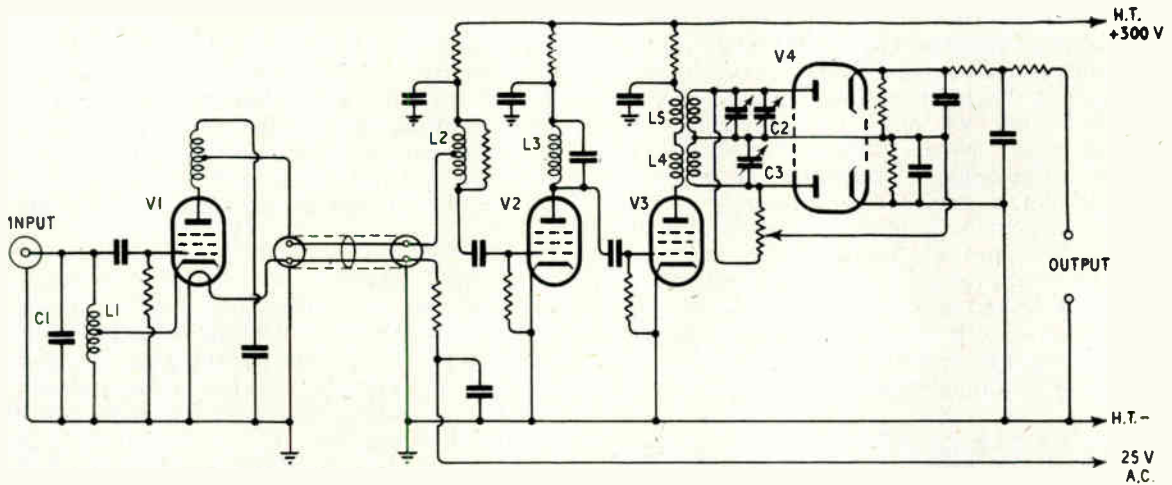 H.T.
+300 V
V4
L5
C2
L2
L3
L4
C3
V1
V2
V3
INPUT
OUTPUT
C1
L1
H.T.-
25 V
A.C.